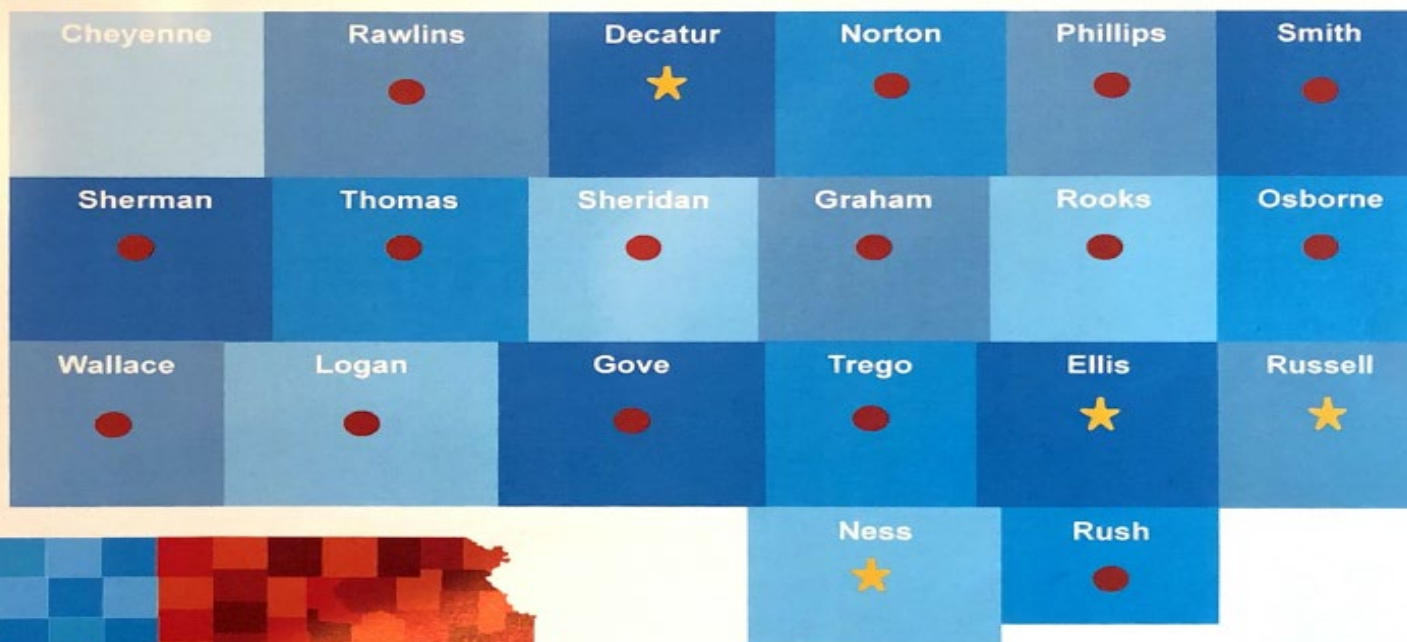 Cheyenne Rawlins Decatur Norton Phillips Smith
Sherman Thomas Sheridan Graham Rooks Osborne
Wallace Logan Gove Trego Ellis Russell
Ness Rush